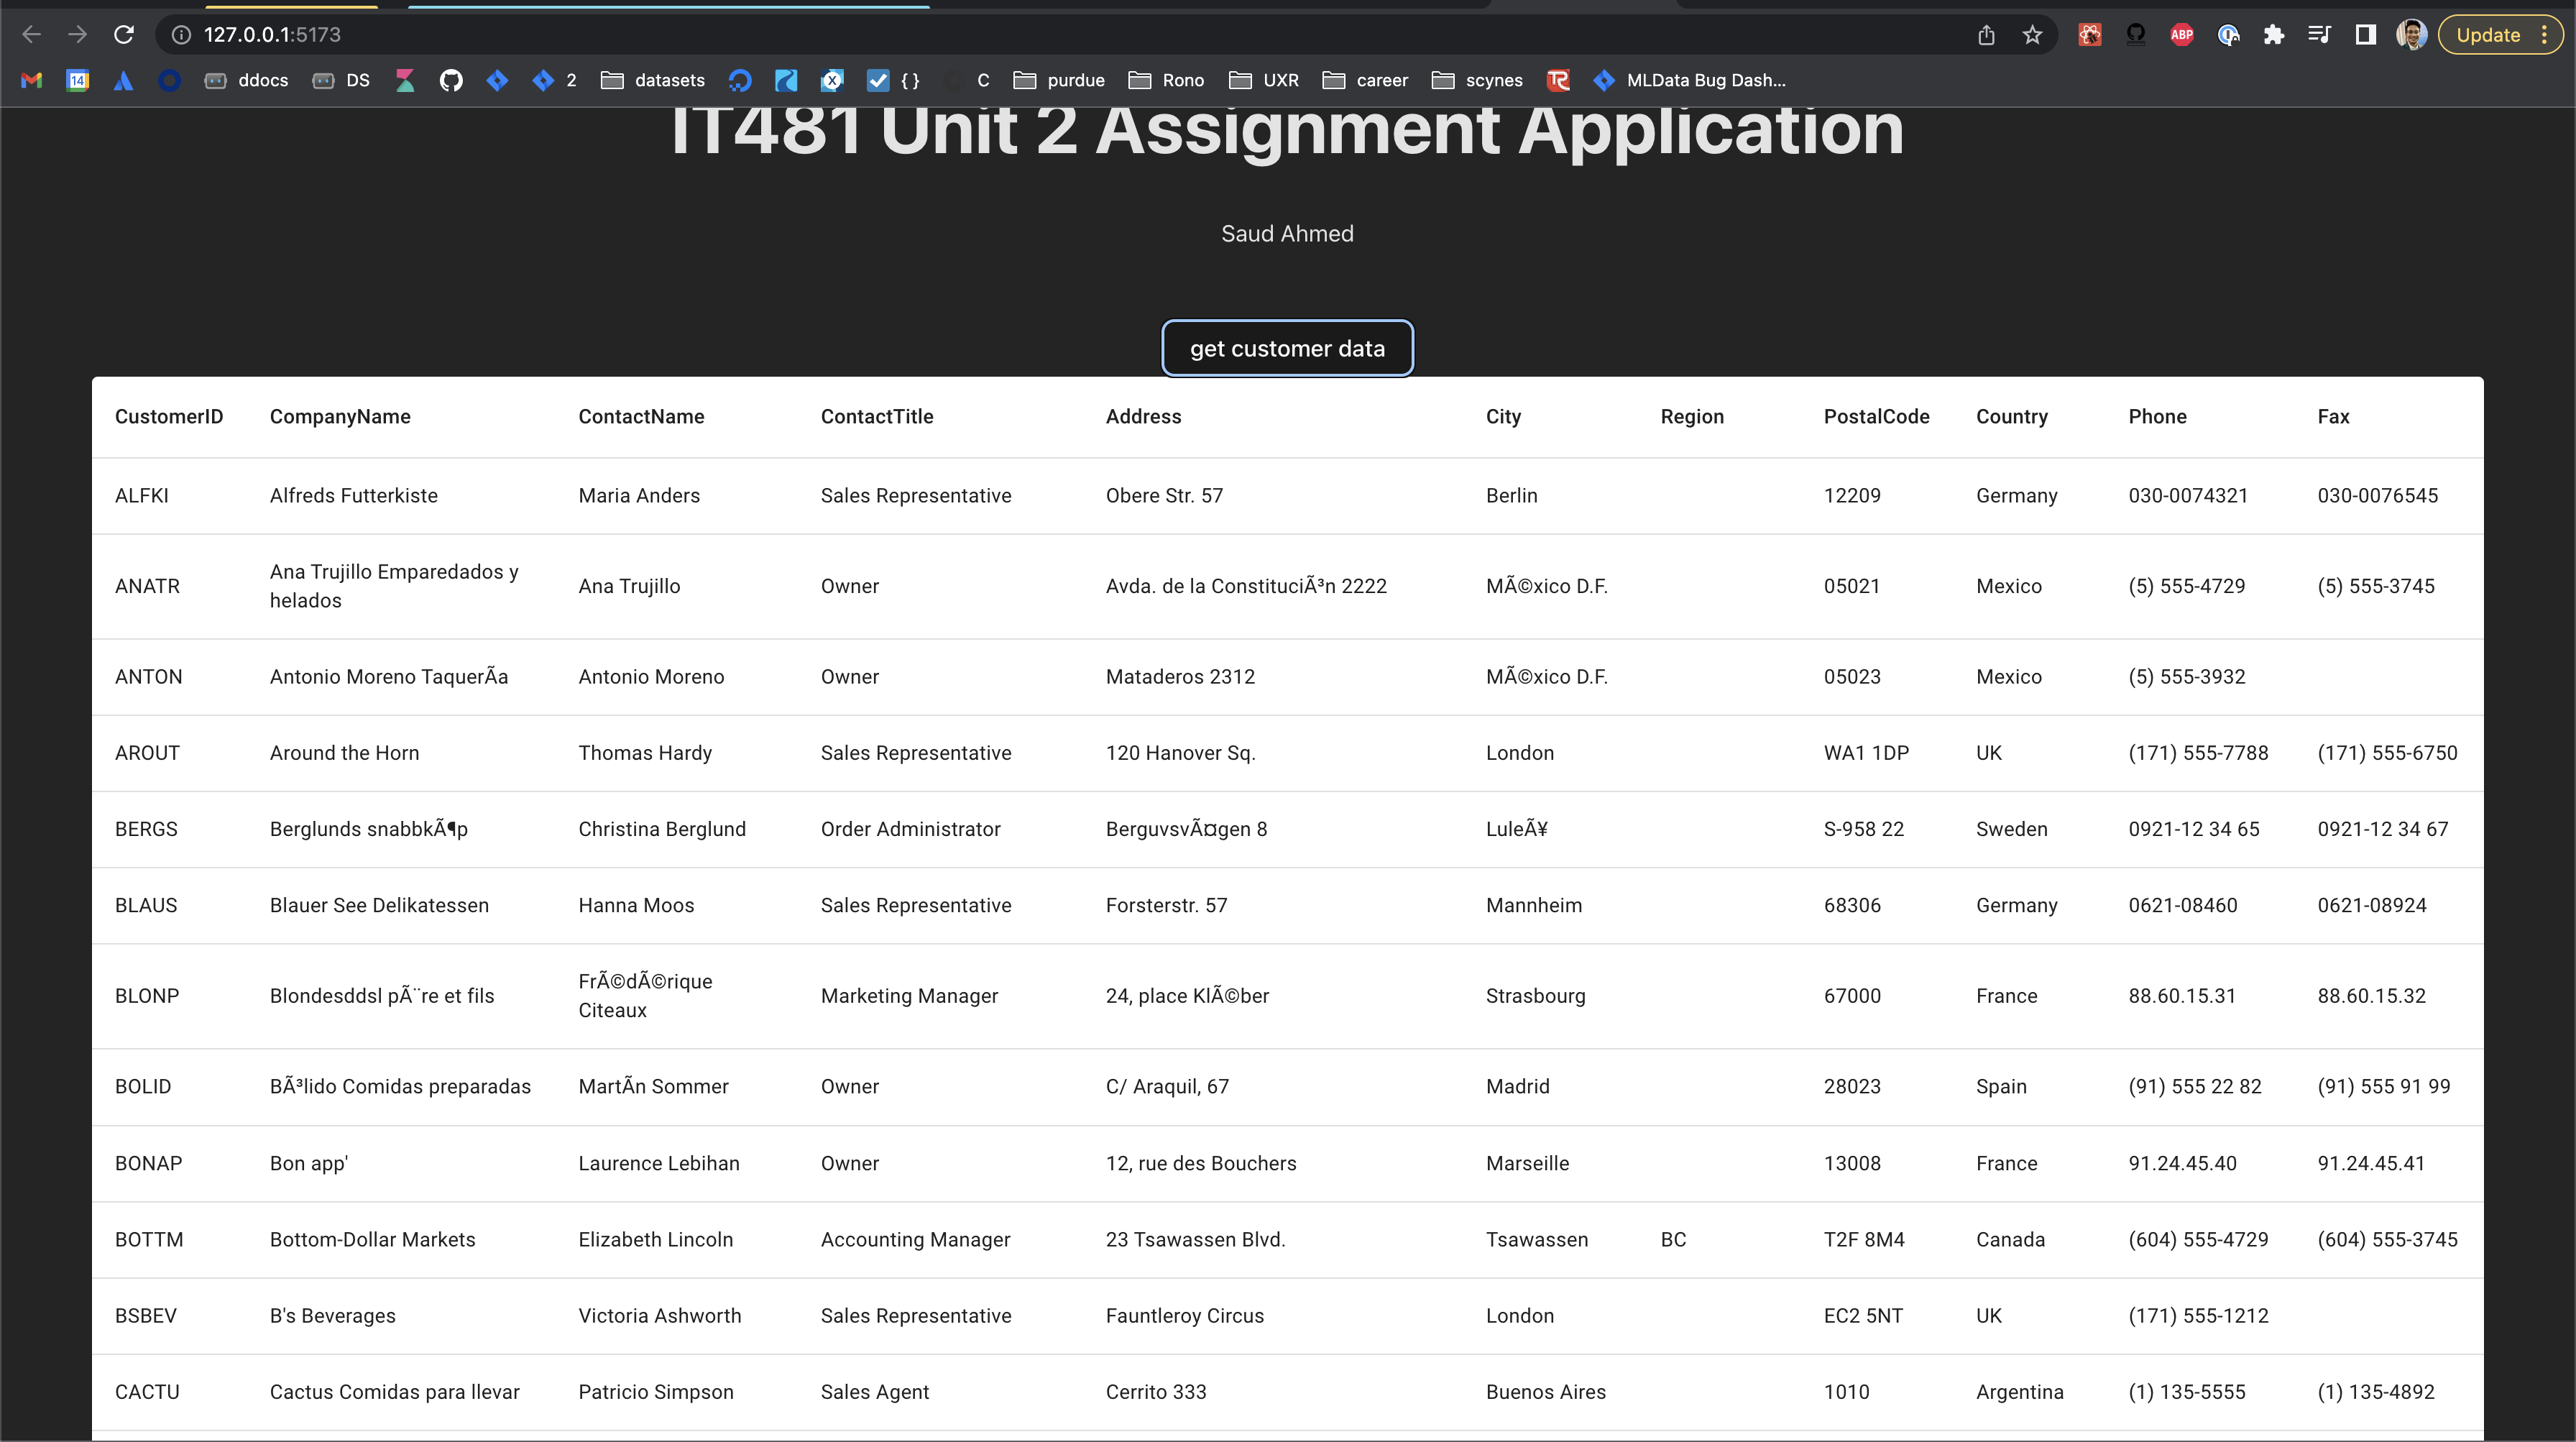 127.0.0.1:5173
Update
14 ddocs DS 2 datasets { } C purdue Rono UXR career scynes TR MLData Bug Dash...
ABP
IT481 Unit 2 Assignment Application
Saud Ahmed
get customer data
CustomerID CompanyName ContactName ContactTitle Address City Region PostalCode Country Phone Fax
ALFKI Alfreds Futterkiste Maria Anders Sales Representative Obere Str. 57 Berlin 12209 Germany 030-0074321 030-0076545
ANATR Ana Trujillo Emparedados y helados Ana Trujillo Owner Avda. de la ConstituciÃ³n 2222 MÃ©xico D.F. 05021 Mexico (5) 555-4729 (5) 555-3745
ANTON Antonio Moreno TaquerÃa Antonio Moreno Owner Mataderos 2312 MÃ©xico D.F. 05023 Mexico (5) 555-3932
AROUT Around the Horn Thomas Hardy Sales Representative 120 Hanover Sq. London WA1 1DP UK (171) 555-7788 (171) 555-6750
BERGS Berglunds snabbkÃ¶p Christina Berglund Order Administrator BerguvsvÃ¤gen 8 LuleÃ¥ S-958 22 Sweden 0921-12 34 65 0921-12 34 67
BLAUS Blauer See Delikatessen Hanna Moos Sales Representative Forsterstr. 57 Mannheim 68306 Germany 0621-08460 0621-08924
BLONP Blondesddsl pÃ¨re et fils FrÃ©dÃ©rique Citeaux Marketing Manager 24, place KlÃ©ber Strasbourg 67000 France 88.60.15.31 88.60.15.32
BOLID BÃ³lido Comidas preparadas MartÃn Sommer Owner C/ Araquil, 67 Madrid 28023 Spain (91) 555 22 82 (91) 555 91 99
BONAP Bon app' Laurence Lebihan Owner 12, rue des Bouchers Marseille 13008 France 91.24.45.40 91.24.45.41
BOTTM Bottom-Dollar Markets Elizabeth Lincoln Accounting Manager 23 Tsawassen Blvd. Tsawassen BC T2F 8M4 Canada (604) 555-4729 (604) 555-3745
BSBEV B's Beverages Victoria Ashworth Sales Representative Fauntleroy Circus London EC2 5NT UK (171) 555-1212
CACTU Cactus Comidas para llevar Patricio Simpson Sales Agent Cerrito 333 Buenos Aires 1010 Argentina (1) 135-5555 (1) 135-4892